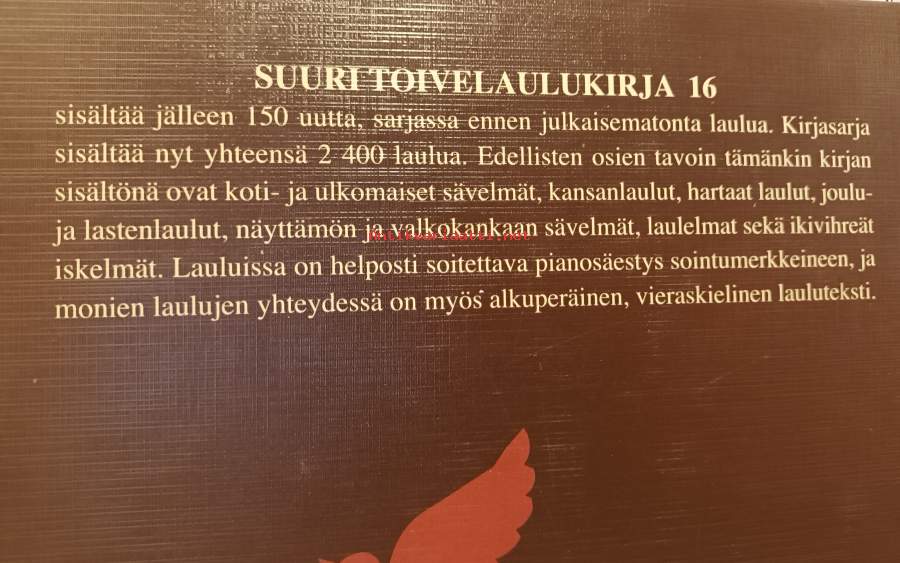 SUURI TOIVELAULUKIRJA 16
sisältää jälleen 150 uutta, sarjassa ennen julkaisematonta laulua. Kirjasarja
sisältää nyt yhteensä 2 400 laulua. Edellisten osien tavoin tämänkin kirjan
sisältönä ovat koti- ja ulkomaiset sävelmät, kansanlaulut, hartaat laulut, joulu-
ja lastenlaulut, näyttämön ja valkokankaan sävelmät, laulelmat sekä ikivihreät
iskelmät. Lauluissa on helposti soitettava pianosäestys sointumerkkeineen, ja
monien laulujen yhteydessä on myös alkuperäinen, vieraskielinen lauluteksti.